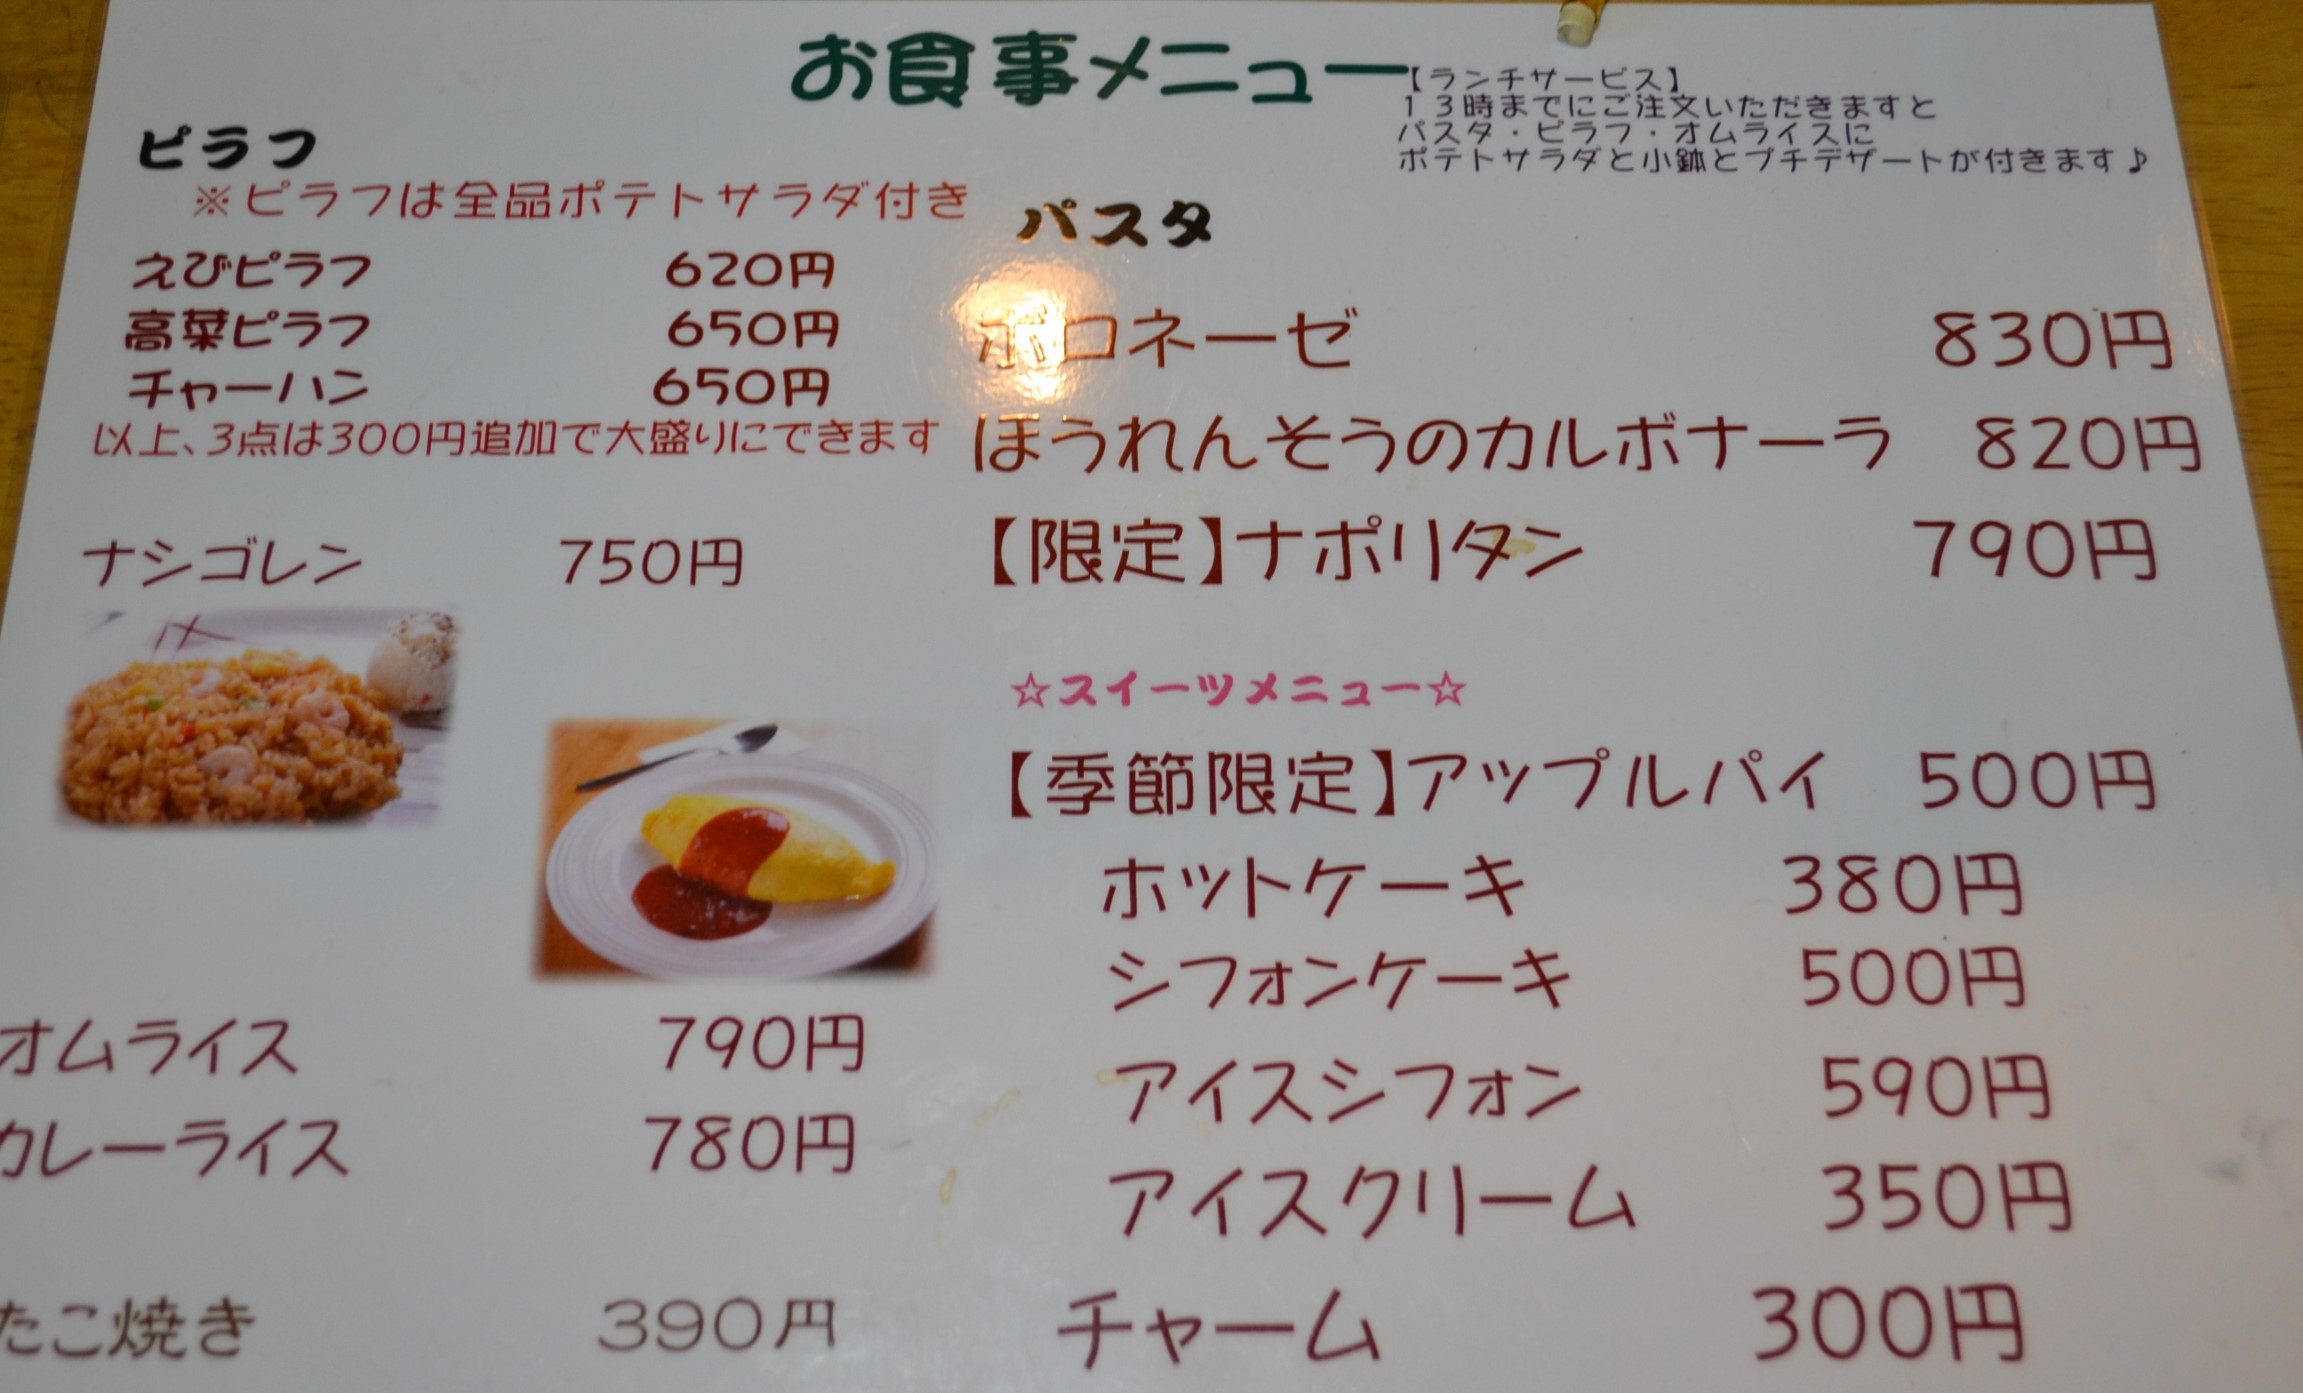 お食事メニュー
【ランチサービス】
13時までにご注文いただきますと
パスタ・ピラフ・オムライスに
ポテトサラダと小鉢とプチデザートが付きます♪
ピラフ
※ピラフは全品ポテトサラダ付き
えびピラフ 620円
高菜ピラフ 650円
チャーハン 650円
以上、3点は300円追加で大盛りにできます
ナシゴレン 750円
オムライス 790円
カレーライス 780円
たこ焼き 390円
パスタ
ボロネーゼ 830円
ほうれんそうのカルボナーラ 820円
【限定】ナポリタン 790円
☆スイーツメニュー☆
【季節限定】アップルパイ 500円
ホットケーキ 380円
シフォンケーキ 500円
アイスシフォン 590円
アイスクリーム 350円
チャーム 300円